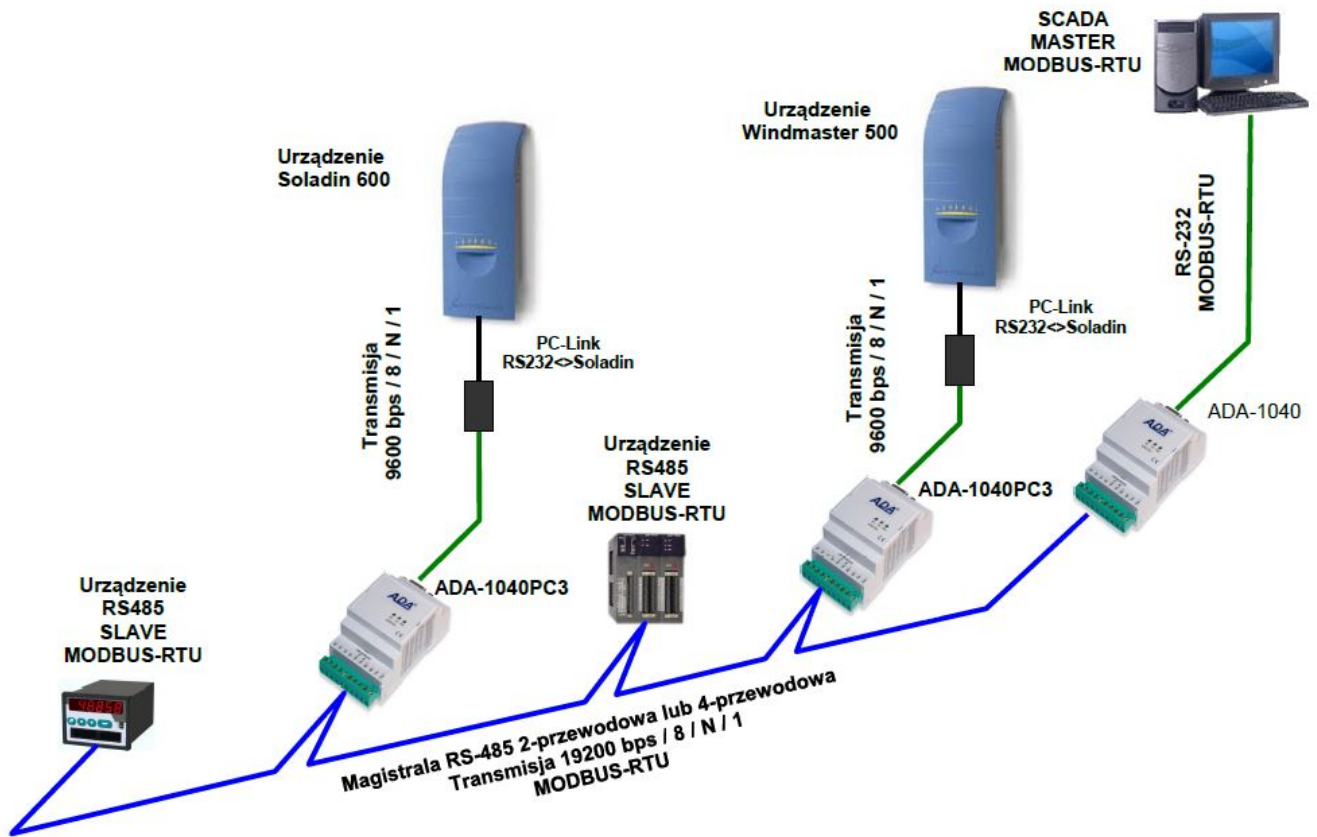 SCADA
MASTER
MODBUS-RTU
Urządzenie
Windmaster 500
Urządzenie
Soladin 600
RS-232
MODBUS-RTU
PC-Link
RS232<>Soladin
PC-Link
RS232<>Soladin
Transmisja
9600 bps / 8 / N / 1
Transmisja
9600 bps / 8 / N / 1
ADA-1040
ADA
Urządzenie
RS485
SLAVE
MODBUS-RTU
ADA-1040PC3
ADA
Urządzenie
RS485
SLAVE
MODBUS-RTU
ADA-1040PC3
ADA
Magistrala RS-485 2-przewodowa lub 4-przewodowa
Transmisja 19200 bps / 8 / N / 1
MODBUS-RTU